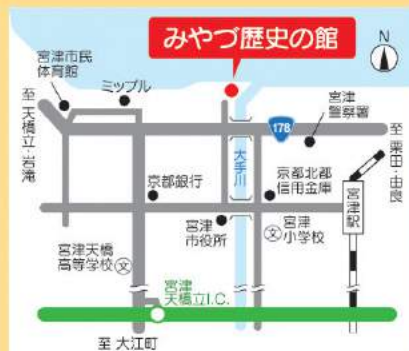 みやづ歴史の館
N
宮津市民
体育館
ミップル
宮津
警察署
178
至 天橋立・岩滝
至 栗田・由良
大手川
京都銀行
京都北都
信用金庫
宮津駅
宮津
市役所
文
宮津
小学校
宮津天橋
高等学校
文
宮津
天橋立I.C.
至 大江町